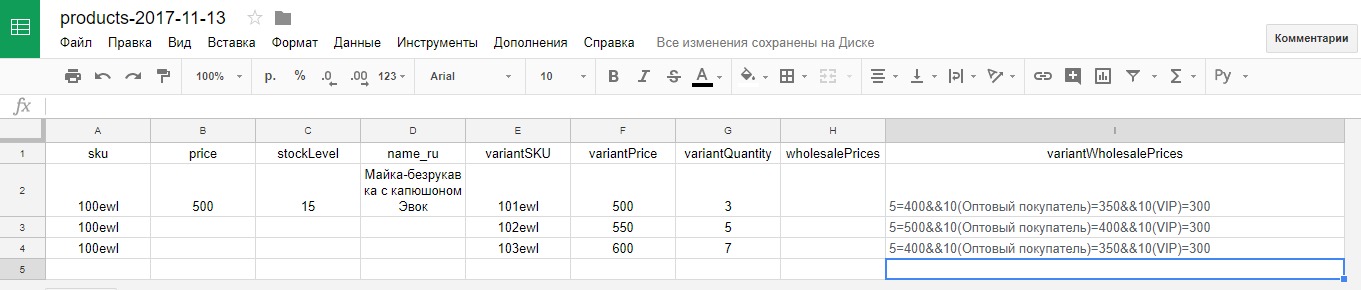 products-2017-11-13
Файл Правка Вид Вставка Формат Данные Инструменты Дополнения Справка Все изменения сохранены на Диске
Комментарии
100% р. % .0 .00 123 Arial 10 B I S A Σ Ру
fx
A B C D E F G H I
1 sku price stockLevel name_ru variantSKU variantPrice variantQuantity wholesalePrices variantWholesalePrices
Майка-безрукав
ка с капюшоном
2 100ewl 500 15 Эвок 101ewl 500 3 5=400&&10(Оптовый покупатель)=350&&10(VIP)=300
3 100ewl 102ewl 550 5 5=500&&10(Оптовый покупатель)=400&&10(VIP)=300
4 100ewl 103ewl 600 7 5=400&&10(Оптовый покупатель)=350&&10(VIP)=300
5